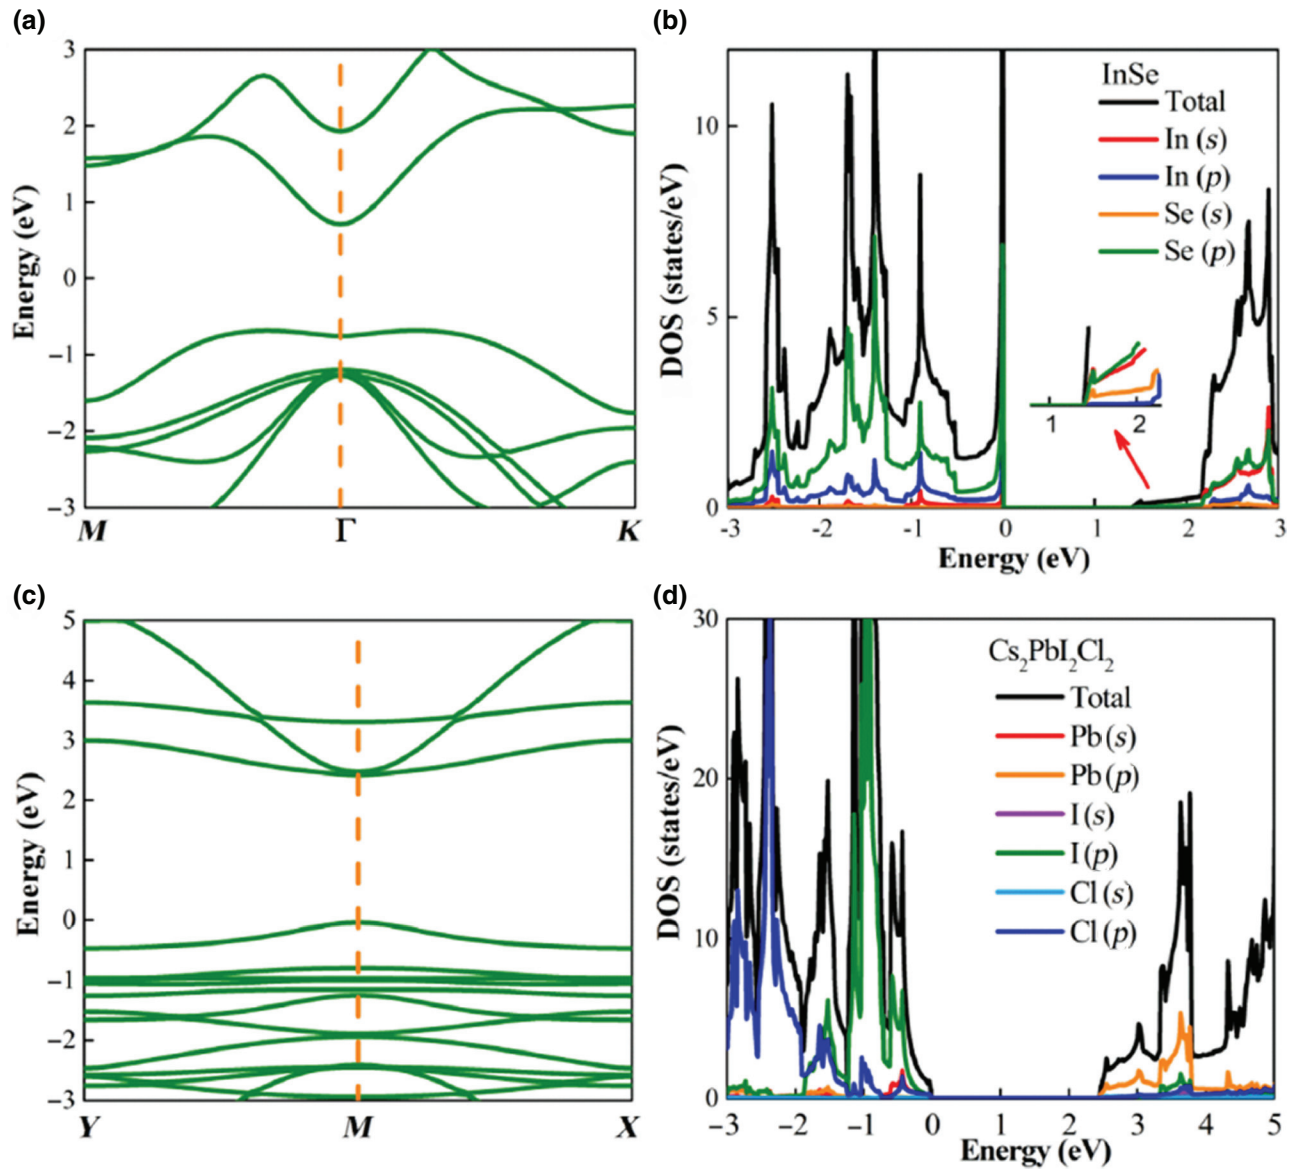 (a)
3
2
1
0
−1
−2
−3
Energy (eV)
M Γ K
(b)
10
5
0
DOS (states/eV)
InSe
Total
In (s)
In (p)
Se (s)
Se (p)
1 2
-3 -2 -1 0 1 2 3
Energy (eV)
(c)
5
4
3
2
1
0
−1
−2
−3
Energy (eV)
Y M X
(d)
30
20
10
0
DOS (states/eV)
Cs₂PbI₂Cl₂
Total
Pb (s)
Pb (p)
I (s)
I (p)
Cl (s)
Cl (p)
−3 −2 −1 0 1 2 3 4 5
Energy (eV)